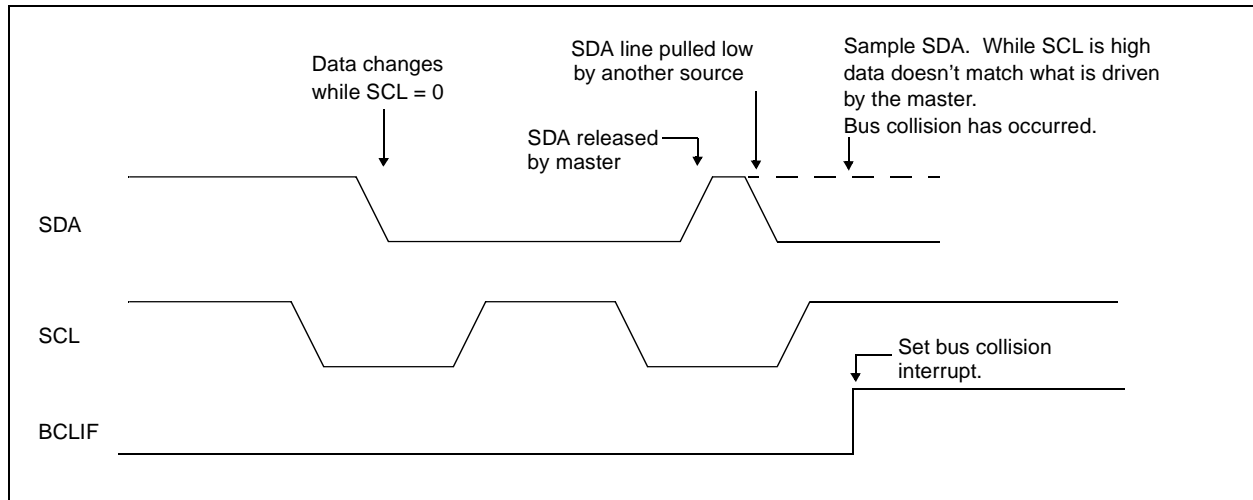 Data changes
while SCL = 0
SDA line pulled low
by another source
SDA released
by master
Sample SDA.  While SCL is high
data doesn't match what is driven
by the master.
Bus collision has occurred.
SDA
SCL
Set bus collision
interrupt.
BCLIF